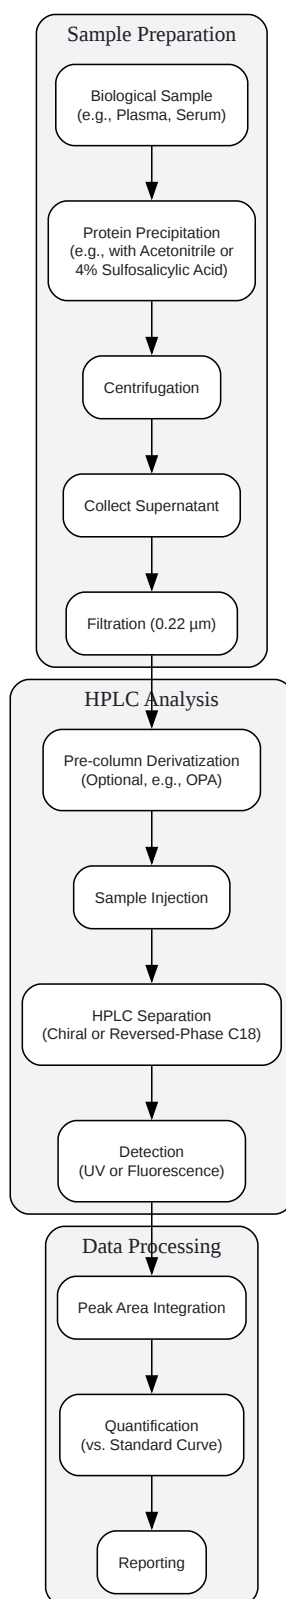 Sample Preparation
Biological Sample
(e.g., Plasma, Serum)
Protein Precipitation
(e.g., with Acetonitrile or
4% Sulfosalicylic Acid)
Centrifugation
Collect Supernatant
Filtration (0.22 µm)
HPLC Analysis
Pre-column Derivatization
(Optional, e.g., OPA)
Sample Injection
HPLC Separation
(Chiral or Reversed-Phase C18)
Detection
(UV or Fluorescence)
Data Processing
Peak Area Integration
Quantification
(vs. Standard Curve)
Reporting